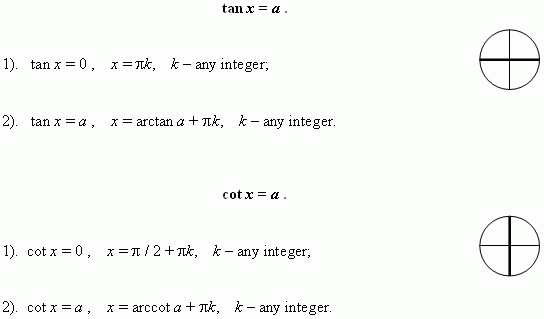 tan x = a .
1). tan x = 0 , x = πk, k – any integer;
2). tan x = a , x = arctan a + πk, k – any integer.
cot x = a .
1). cot x = 0 , x = π / 2 + πk, k – any integer;
2). cot x = a , x = arccot a + πk, k – any integer.